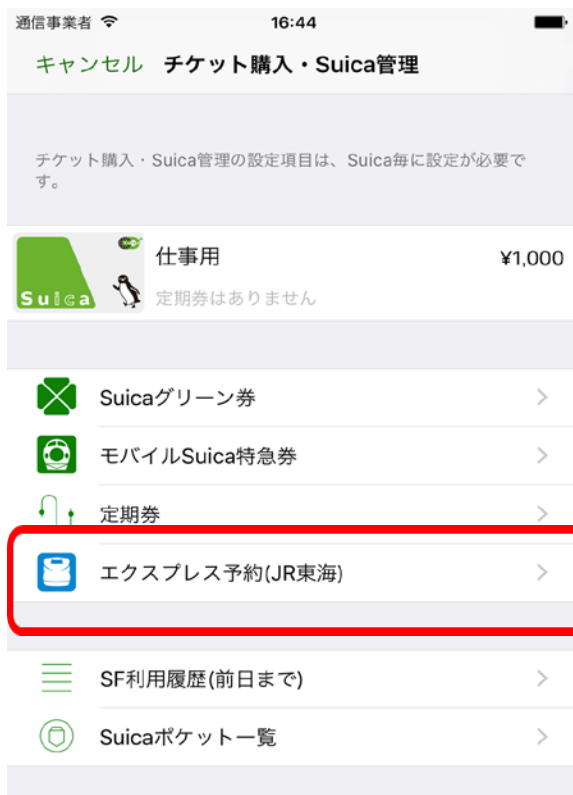 通信事業者 16:44
キャンセル チケット購入・Suica管理
チケット購入・Suica管理の設定項目は、Suica毎に設定が必要で
す。
仕事用 ¥1,000
Suica 定期券はありません
Suicaグリーン券
モバイルSuica特急券
定期券
エクスプレス予約(JR東海)
SF利用履歴(前日まで)
Suicaポケット一覧